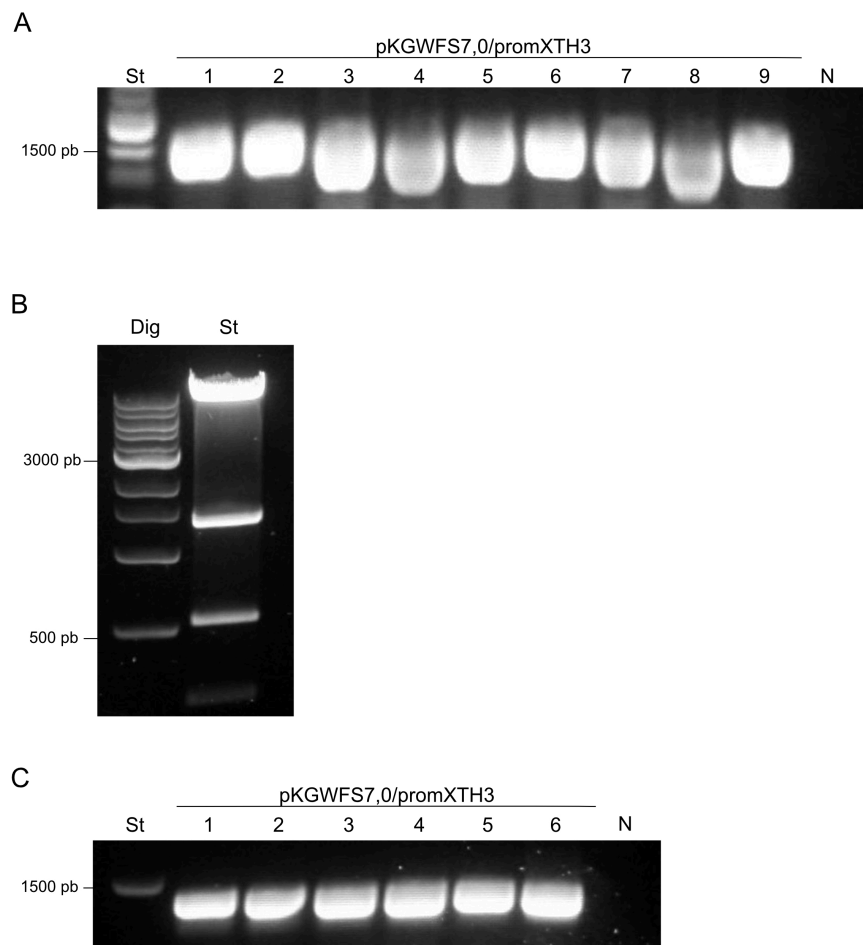 A
pKGWFS7,0/promXTH3
St 1 2 3 4 5 6 7 8 9 N
1500 pb
B
Dig St
3000 pb
500 pb
C
pKGWFS7,0/promXTH3
St 1 2 3 4 5 6 N
1500 pb